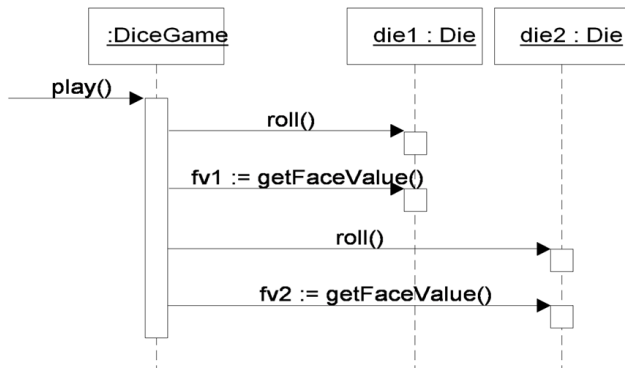 :DiceGame
die1 : Die
die2 : Die
play()
roll()
fv1 := getFaceValue()
roll()
fv2 := getFaceValue()